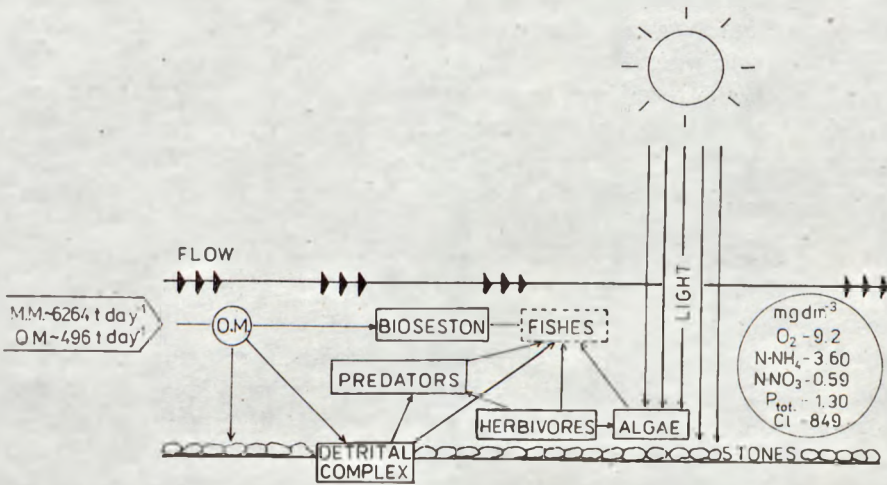 FLOW
M.M.~6264 t day⁻¹
O M~496 t day⁻¹
O.M.
BIOSESTON
FISHES
LIGHT
PREDATORS
HERBIVORES
ALGAE
DETRITAL
COMPLEX
STONES
mg dm⁻³
O₂ - 9.2
N-NH₄ - 3.60
N-NO₃ - 0.59
P tot. - 1.30
Cl - 849